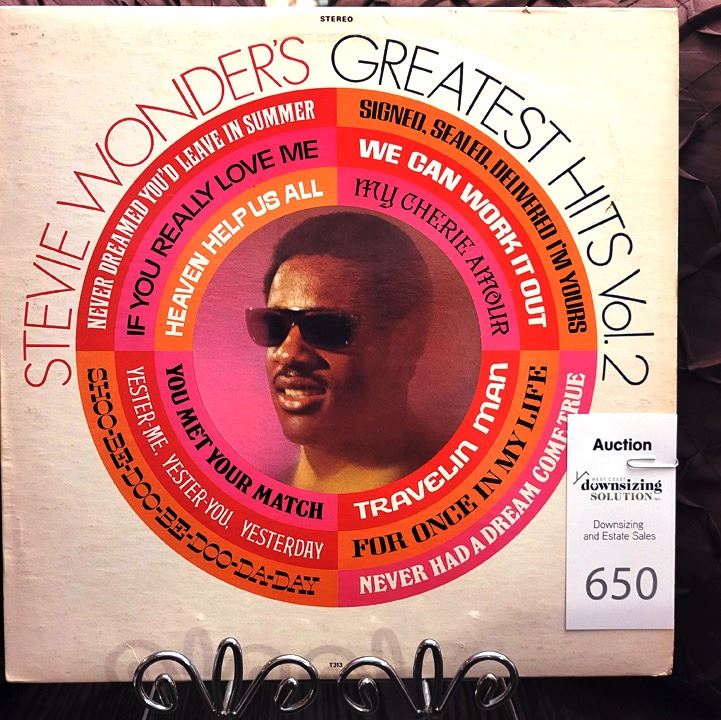 STEREO
STEVIE WONDER'S GREATEST HITS Vol. 2
NEVER DREAMED YOU'D LEAVE IN SUMMER
IF YOU REALLY LOVE ME
HEAVEN HELP US ALL
SIGNED, SEALED, DELIVERED I'M YOURS
WE CAN WORK IT OUT
MY CHERIE AMOUR
YOU MET YOUR MATCH
YESTER-ME, YESTER-YOU, YESTERDAY
SHOO-BE-DOO-BE-DOO-DA-DAY
TRAVELIN MAN
FOR ONCE IN MY LIFE
NEVER HAD A DREAM COME TRUE
T313
Auction
WEST COAST
downsizing
SOLUTION
Downsizing
and Estate Sales
650